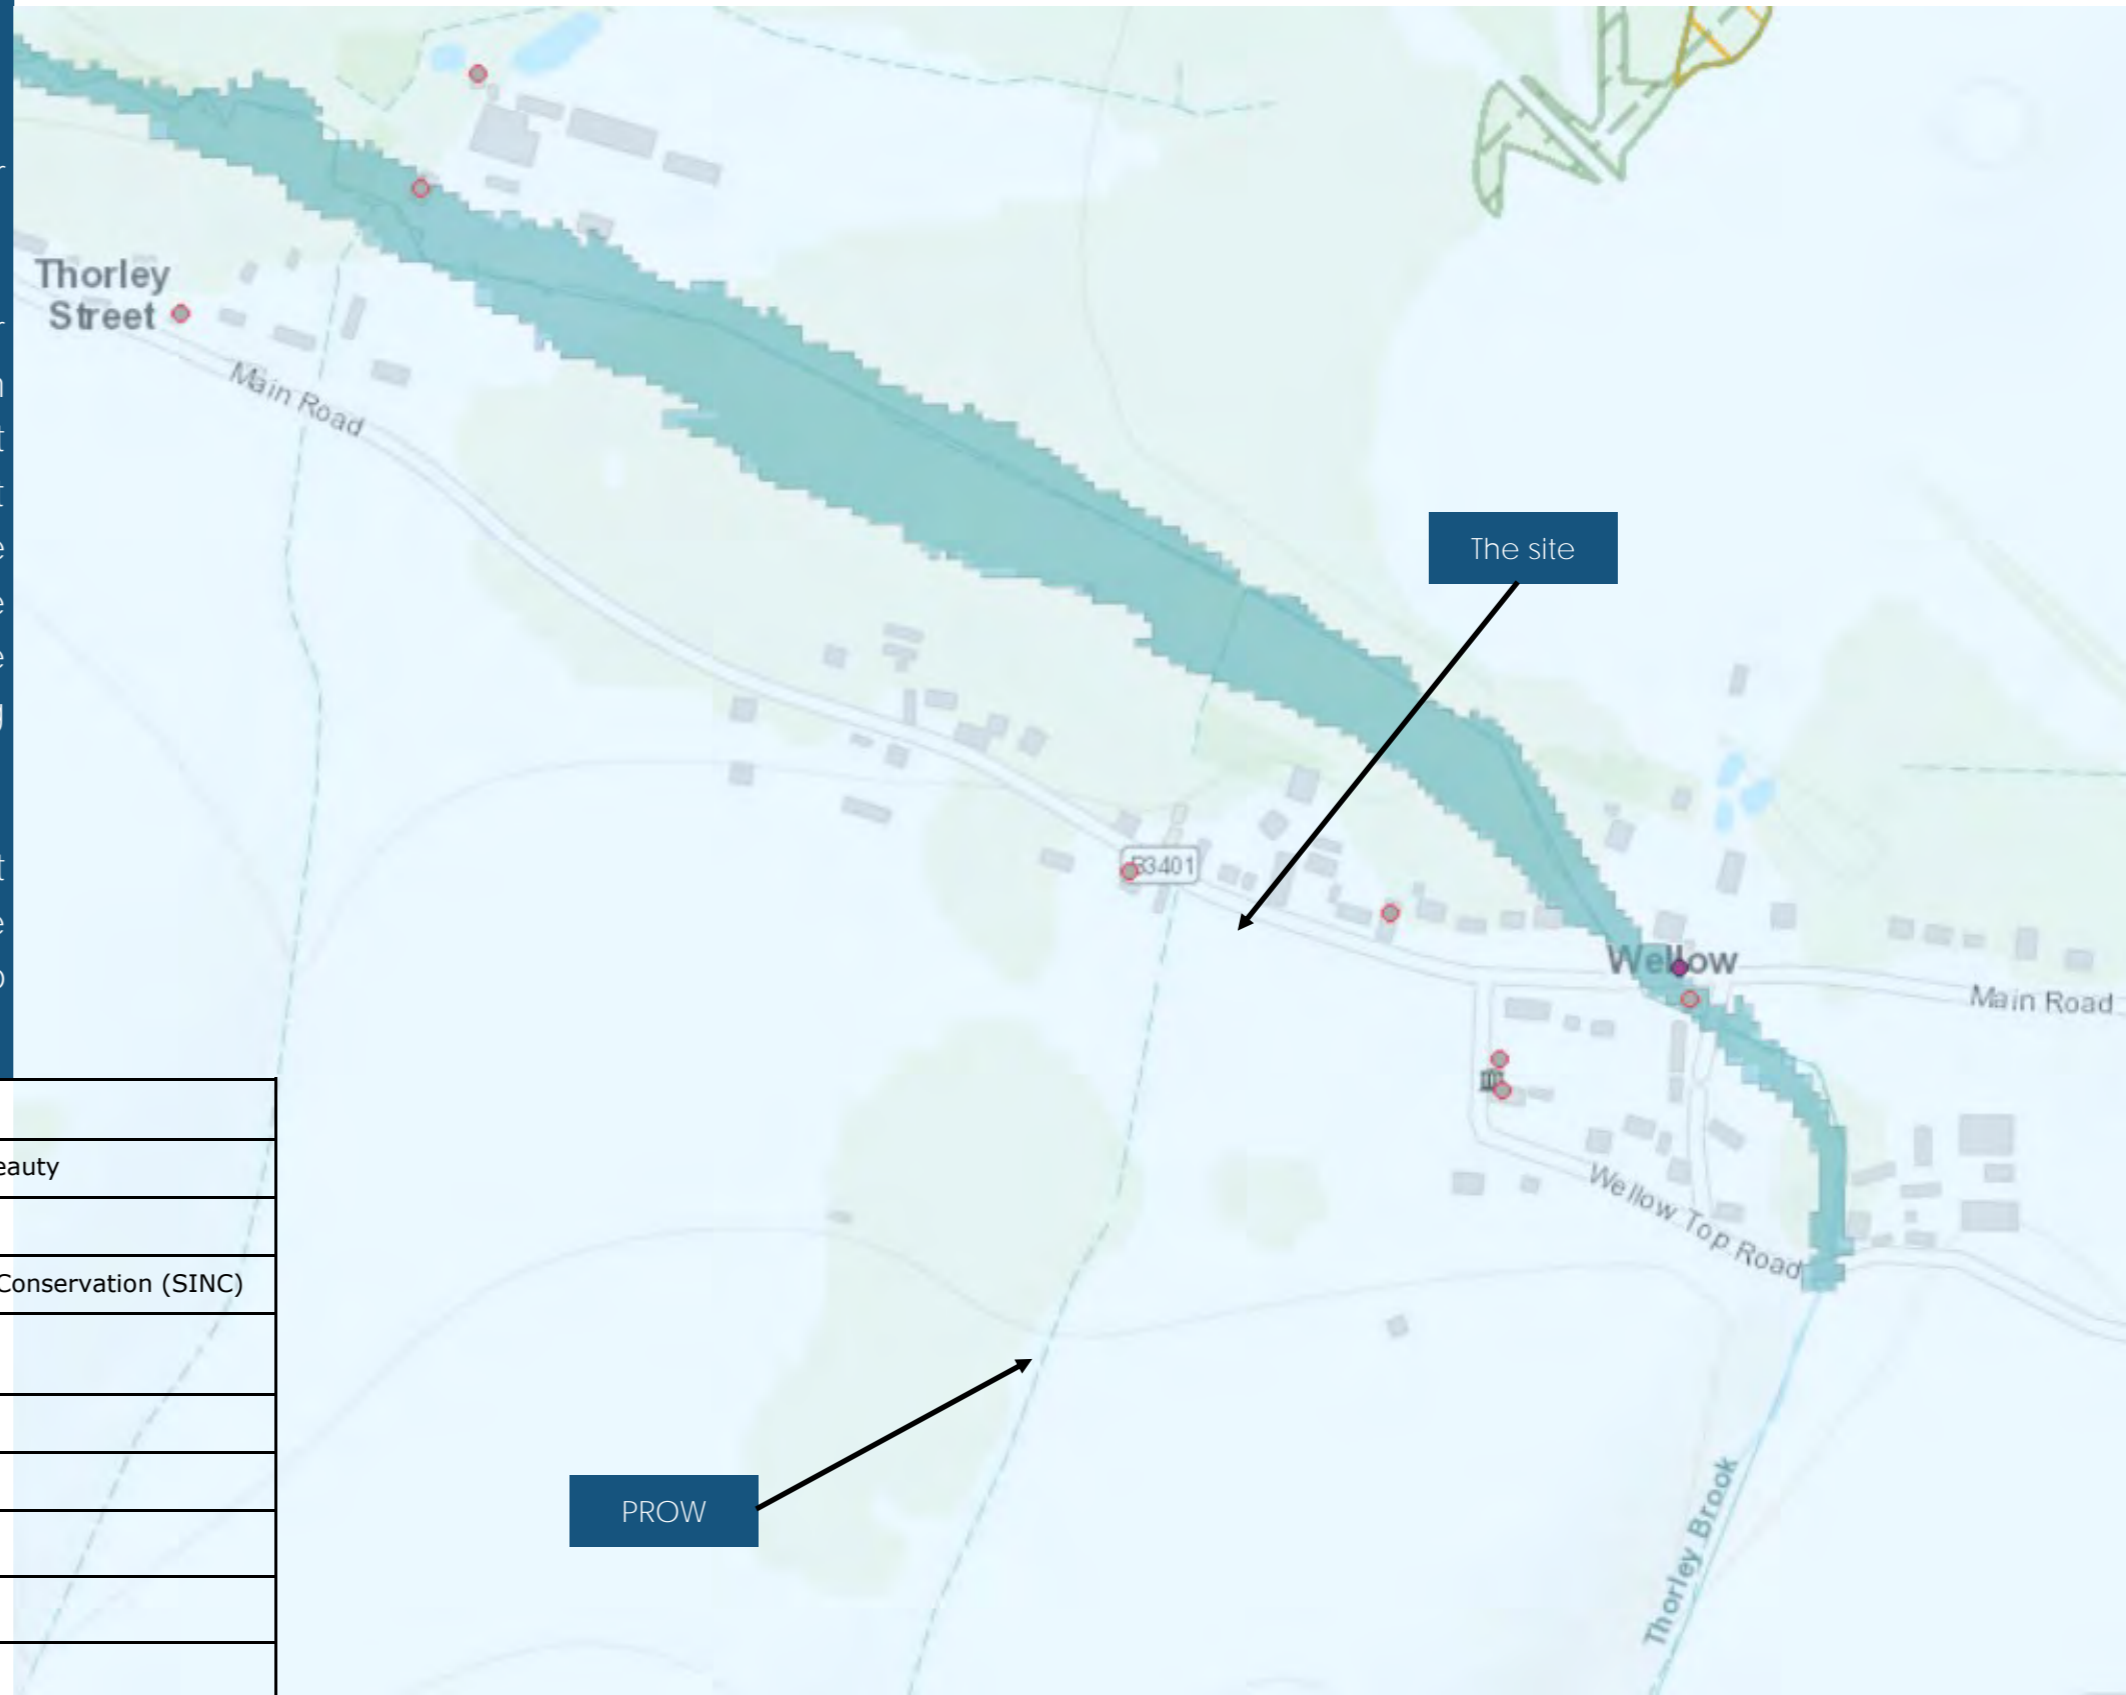 Thorley
Street
Main Road
The site
B3401
Wellow
Main Road
Wellow Top Road
PROW
Thorley Brook
eauty
Conservation (SINC)